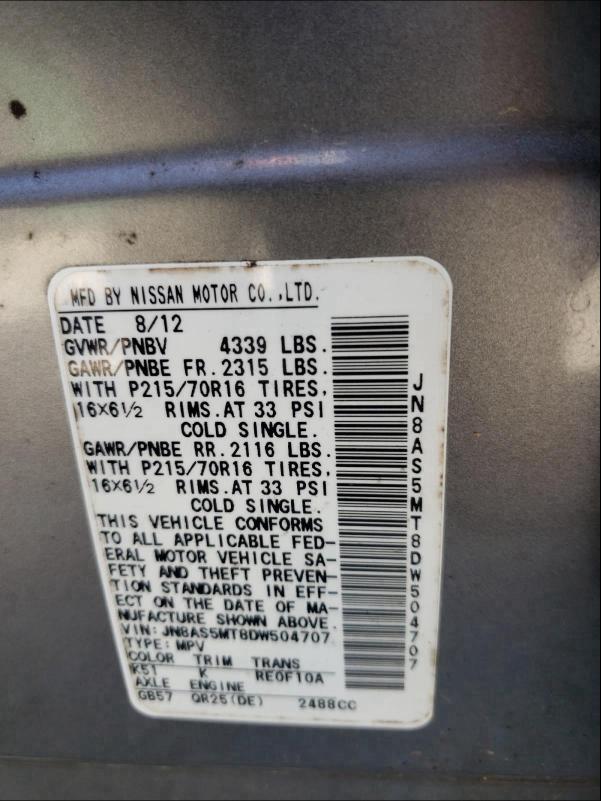 MFD BY NISSAN MOTOR CO.,LTD.
DATE 8/12
GVWR/PNBV 4339 LBS.
GAWR/PNBE FR.2315 LBS.
WITH P215/70R16 TIRES,
16X6½ RIMS.AT 33 PSI
COLD SINGLE.
GAWR/PNBE RR.2116 LBS.
WITH P215/70R16 TIRES,
16X6½ RIMS.AT 33 PSI
COLD SINGLE.
THIS VEHICLE CONFORMS
TO ALL APPLICABLE FED-
ERAL MOTOR VEHICLE SA-
FETY AND THEFT PREVEN-
TION STANDARDS IN EFF-
ECT ON THE DATE OF MA-
NUFACTURE SHOWN ABOVE.
VIN: JN8AS5MT8DW504707
TYPE: MPV
COLOR TRIM TRANS
K51 K RE0F10A
AXLE ENGINE
GB57 QR25(DE) 2488CC
JN8AS5MT8DW504707